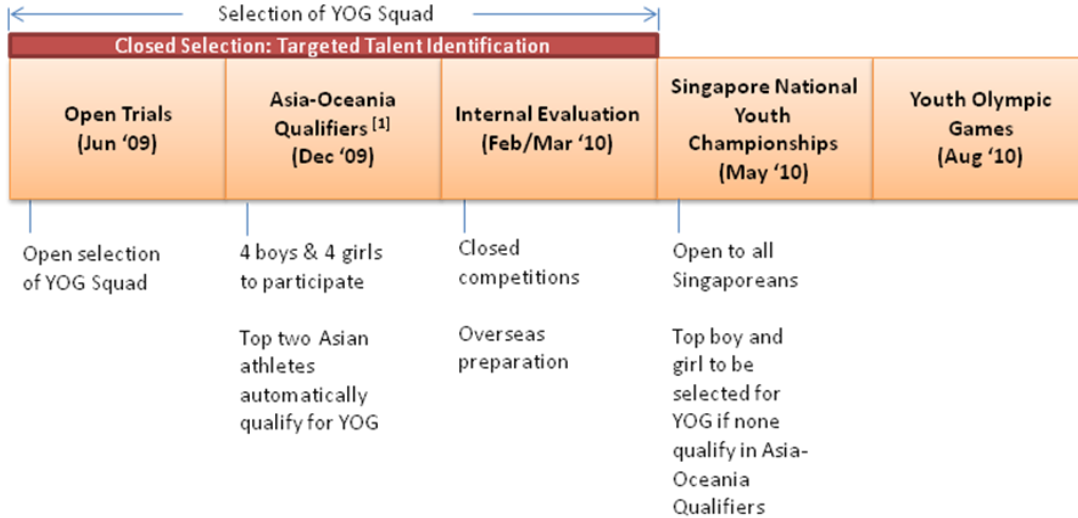 Selection of YOG Squad
Closed Selection: Targeted Talent Identification
Open Trials
(Jun ‘09)
Asia-Oceania
Qualifiers [1]
(Dec ‘09)
Internal Evaluation
(Feb/Mar ‘10)
Singapore National
Youth
Championships
(May ‘10)
Youth Olympic
Games
(Aug ‘10)
Open selection
of YOG Squad
4 boys & 4 girls
to participate
Top two Asian
athletes
automatically
qualify for YOG
Closed
competitions
Overseas
preparation
Open to all
Singaporeans
Top boy and
girl to be
selected for
YOG if none
qualify in Asia-
Oceania
Qualifiers